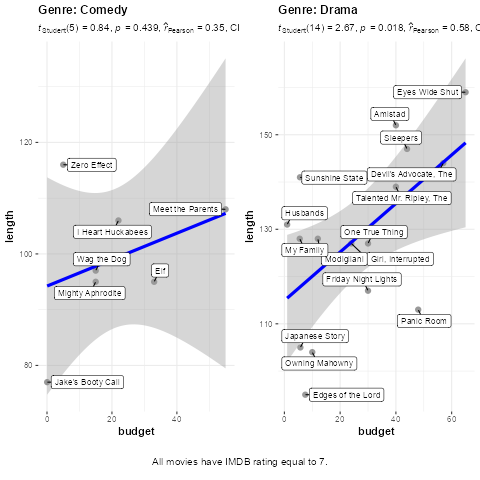 Genre: Comedy
t Student(5) = 0.84, p = 0.439, r̂ Pearson = 0.35, CI
length
120
100
80
Zero Effect
Meet the Parents
I Heart Huckabees
Wag the Dog
Elf
Mighty Aphrodite
Jake's Booty Call
0
20
40
budget
Genre: Drama
t Student(14) = 2.67, p = 0.018, r̂ Pearson = 0.58, C
length
150
130
110
Eyes Wide Shut
Amistad
Sleepers
Devil's Advocate, The
Sunshine State
Talented Mr. Ripley, The
Husbands
One True Thing
My Family
Modigliani
Girl, Interrupted
Friday Night Lights
Panic Room
Japanese Story
Owning Mahowny
Edges of the Lord
0
20
40
60
budget
All movies have IMDB rating equal to 7.